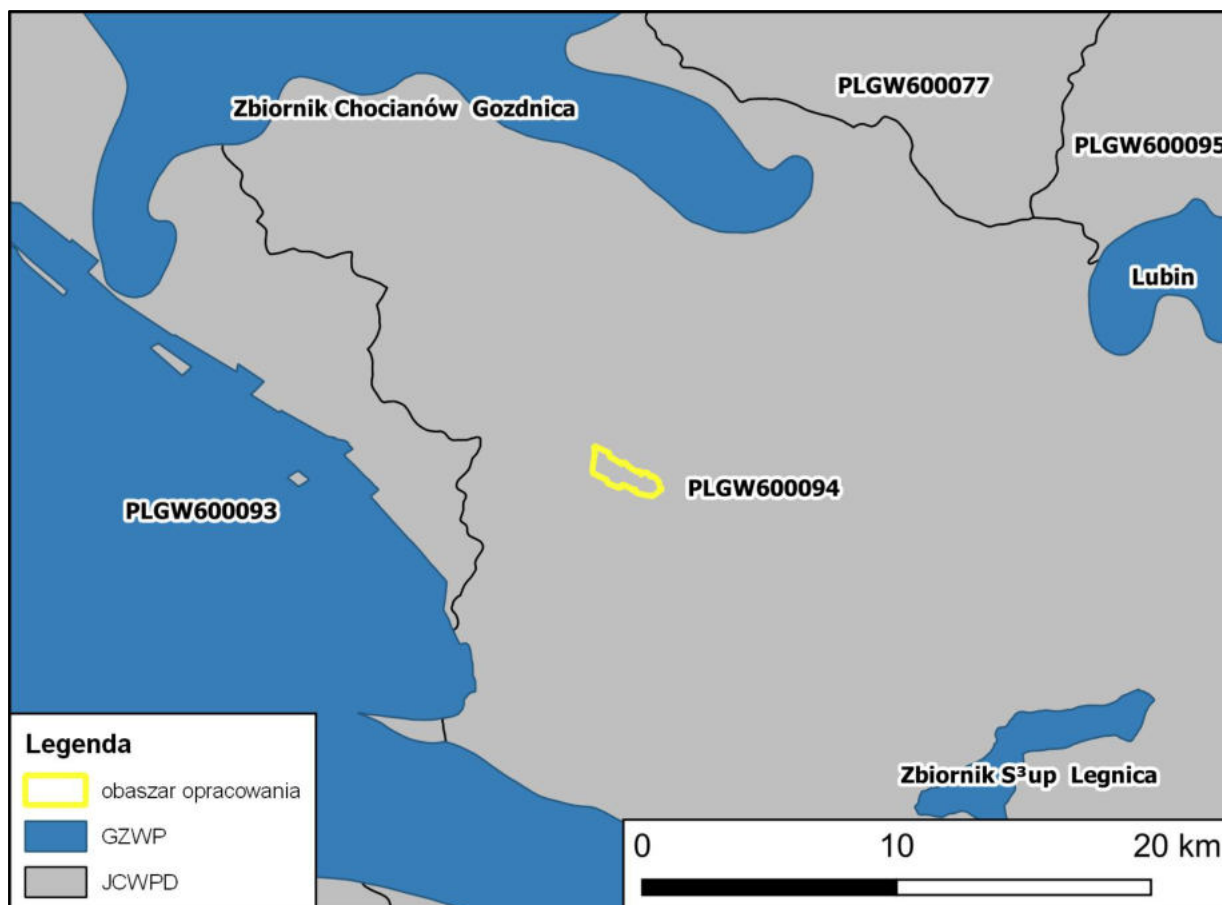 PLGW600077
Zbiornik Chocianów Gozdnica
PLGW600095
Lubin
PLGW600094
PLGW600093
Zbiornik S³up Legnica
Legenda
obaszar opracowania
GZWP
JCWPD
0 10 20 km